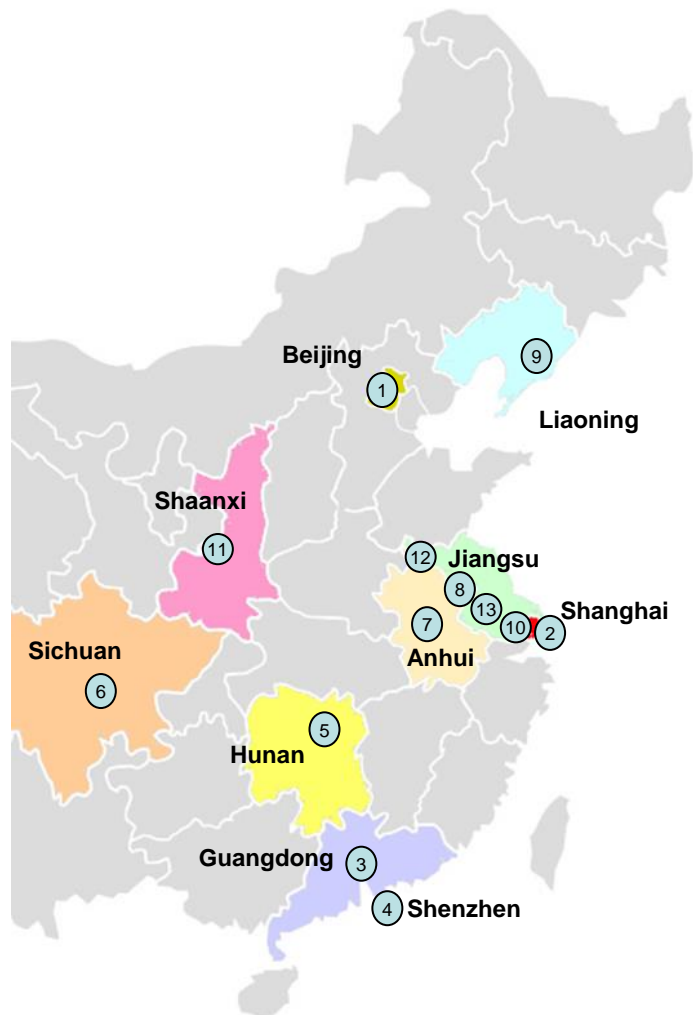 Beijing
1
9
Liaoning
Shaanxi
11
12
Jiangsu
8
13
Shanghai
7
10
2
Anhui
Sichuan
6
5
Hunan
Guangdong
3
4
Shenzhen